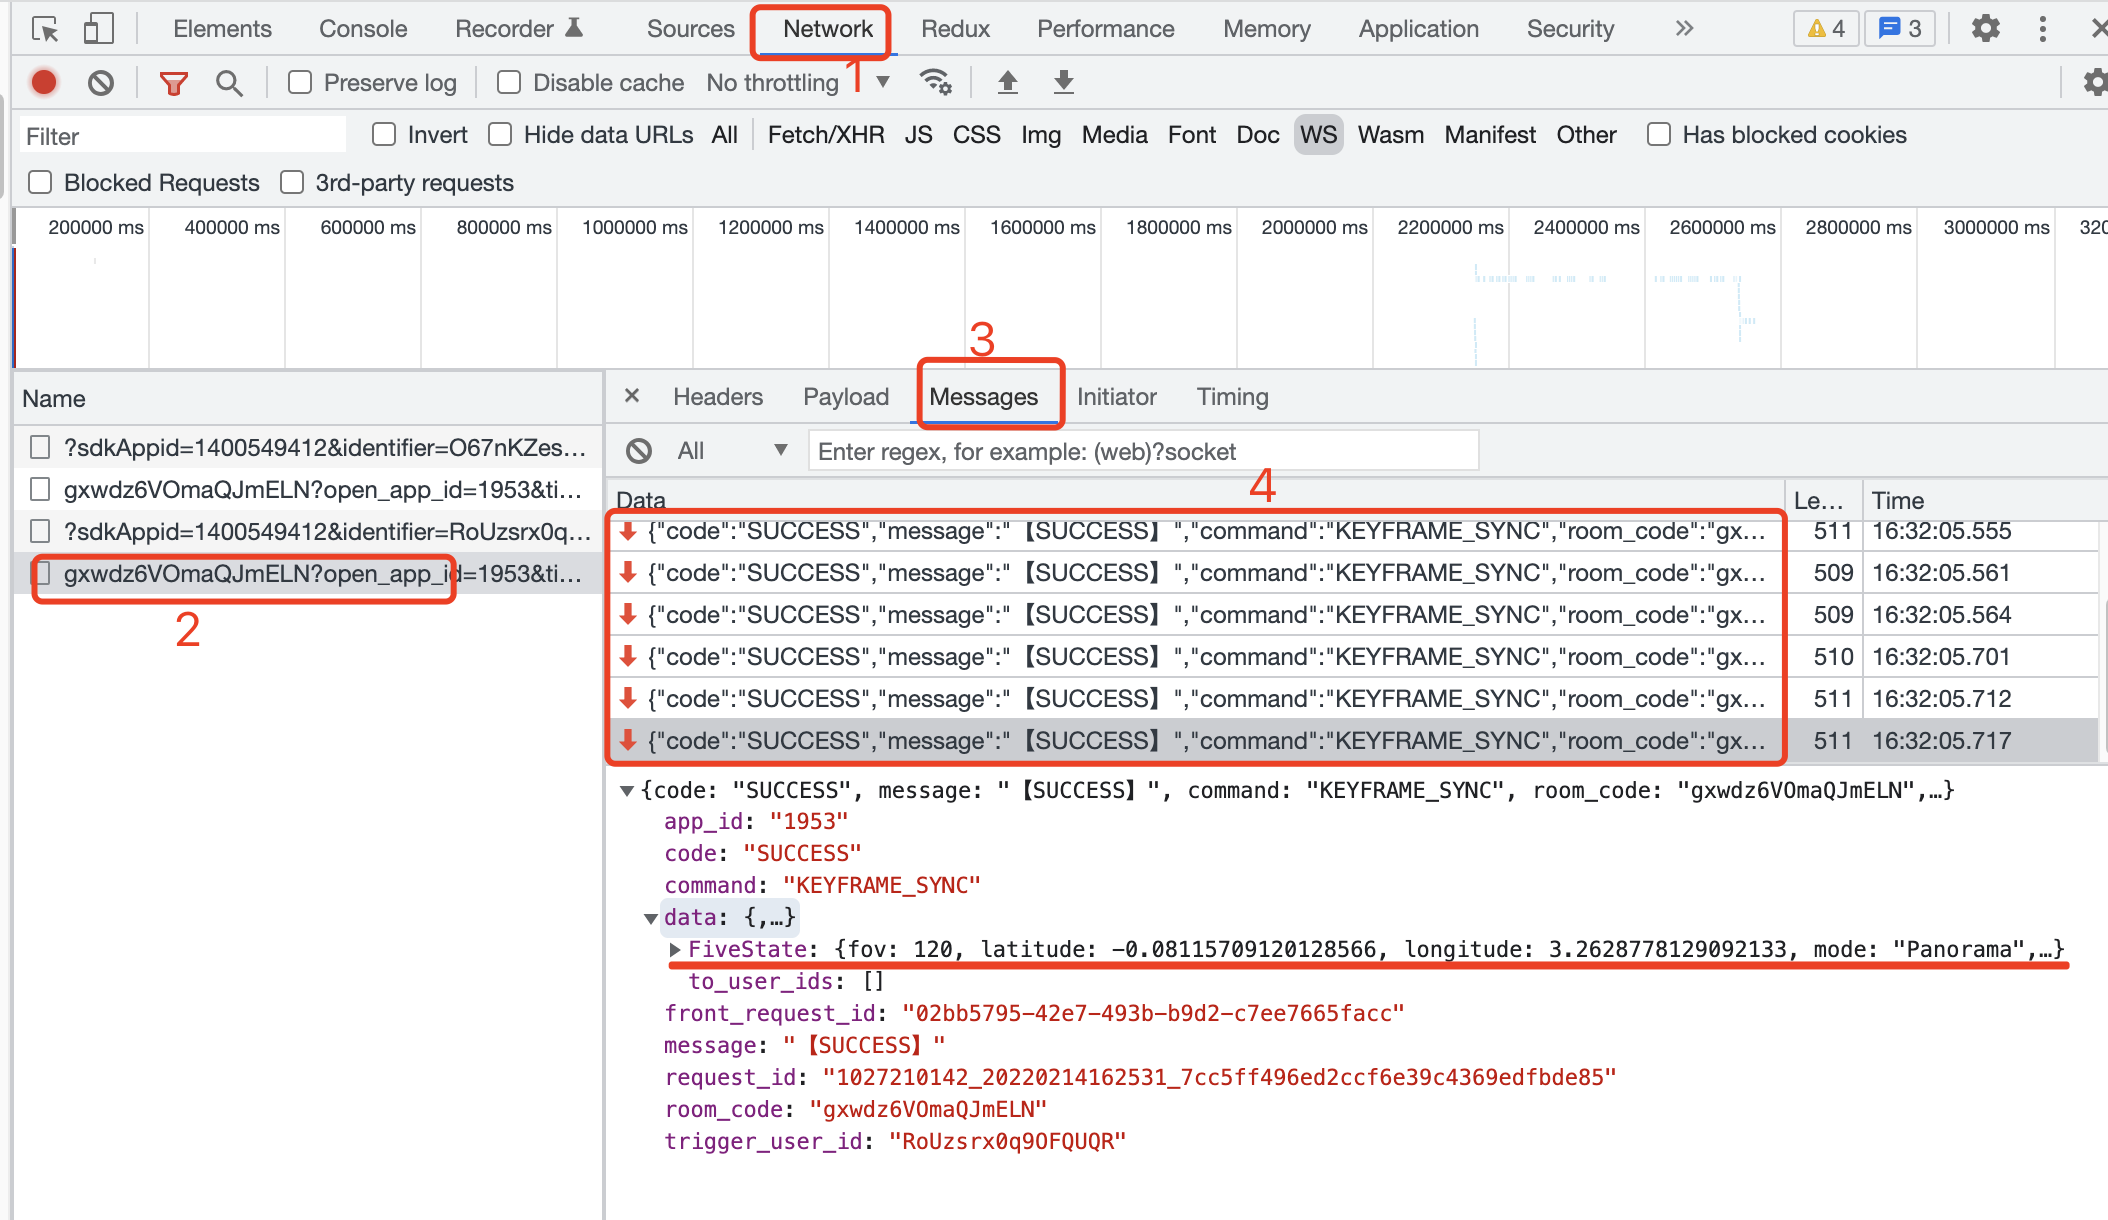 Elements Console Recorder Sources Network Redux Performance Memory Application Security 4 3
Preserve log Disable cache No throttling 1
Filter Invert Hide data URLs All Fetch/XHR JS CSS Img Media Font Doc WS Wasm Manifest Other Has blocked cookies
Blocked Requests 3rd-party requests
200000 ms 400000 ms 600000 ms 800000 ms 1000000 ms 1200000 ms 1400000 ms 1600000 ms 1800000 ms 2000000 ms 2200000 ms 2400000 ms 2600000 ms 2800000 ms 3000000 ms 320
3
Name
?sdkAppid=1400549412&identifier=O67nKZes...
gxwdz6VOmaQJmELN?open_app_id=1953&ti...
?sdkAppid=1400549412&identifier=RoUzsrx0q...
gxwdz6VOmaQJmELN?open_app_id=1953&ti...
2
Headers Payload Messages Initiator Timing
All Enter regex, for example: (web)?socket
4
Data Le... Time
{"code":"SUCCESS","message":"【SUCCESS】","command":"KEYFRAME_SYNC","room_code":"gx... 511 16:32:05.555
{"code":"SUCCESS","message":"【SUCCESS】","command":"KEYFRAME_SYNC","room_code":"gx... 509 16:32:05.561
{"code":"SUCCESS","message":"【SUCCESS】","command":"KEYFRAME_SYNC","room_code":"gx... 509 16:32:05.564
{"code":"SUCCESS","message":"【SUCCESS】","command":"KEYFRAME_SYNC","room_code":"gx... 510 16:32:05.701
{"code":"SUCCESS","message":"【SUCCESS】","command":"KEYFRAME_SYNC","room_code":"gx... 511 16:32:05.712
{"code":"SUCCESS","message":"【SUCCESS】","command":"KEYFRAME_SYNC","room_code":"gx... 511 16:32:05.717
{code: "SUCCESS", message: "【SUCCESS】", command: "KEYFRAME_SYNC", room_code: "gxwdz6VOmaQJmELN",…}
app_id: "1953"
code: "SUCCESS"
command: "KEYFRAME_SYNC"
data: {,…}
FiveState: {fov: 120, latitude: -0.08115709120128566, longitude: 3.2628778129092133, mode: "Panorama",…}
to_user_ids: []
front_request_id: "02bb5795-42e7-493b-b9d2-c7ee7665facc"
message: "【SUCCESS】"
request_id: "1027210142_20220214162531_7cc5ff496ed2ccf6e39c4369edfbde85"
room_code: "gxwdz6VOmaQJmELN"
trigger_user_id: "RoUzsrx0q9OFQUQR"